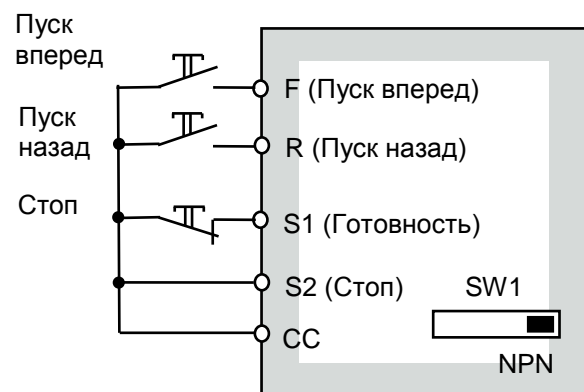 Пуск
вперед
F (Пуск вперед)
Пуск
назад
R (Пуск назад)
Стоп
S1 (Готовность)
S2 (Стоп)
SW1
CC
NPN